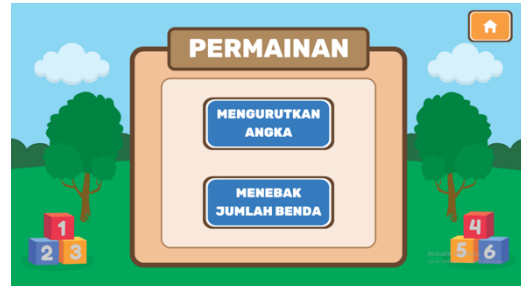 PERMAINAN
MENGURUTKAN
ANGKA
MENEBAK
JUMLAH BENDA
1
2 3
4
5 6